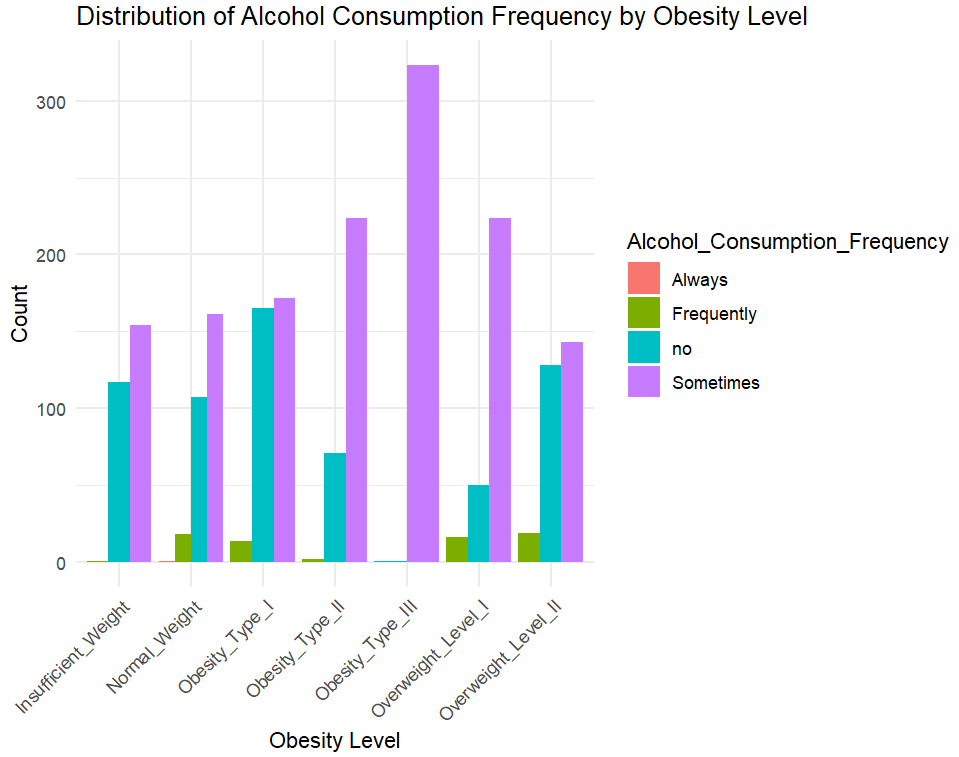 Distribution of Alcohol Consumption Frequency by Obesity Level
Count
300
200
100
0
Insufficient_Weight
Normal_Weight
Obesity_Type_I
Obesity_Type_II
Obesity_Type_III
Overweight_Level_I
Overweight_Level_II
Obesity Level
Alcohol_Consumption_Frequency
Always
Frequently
no
Sometimes